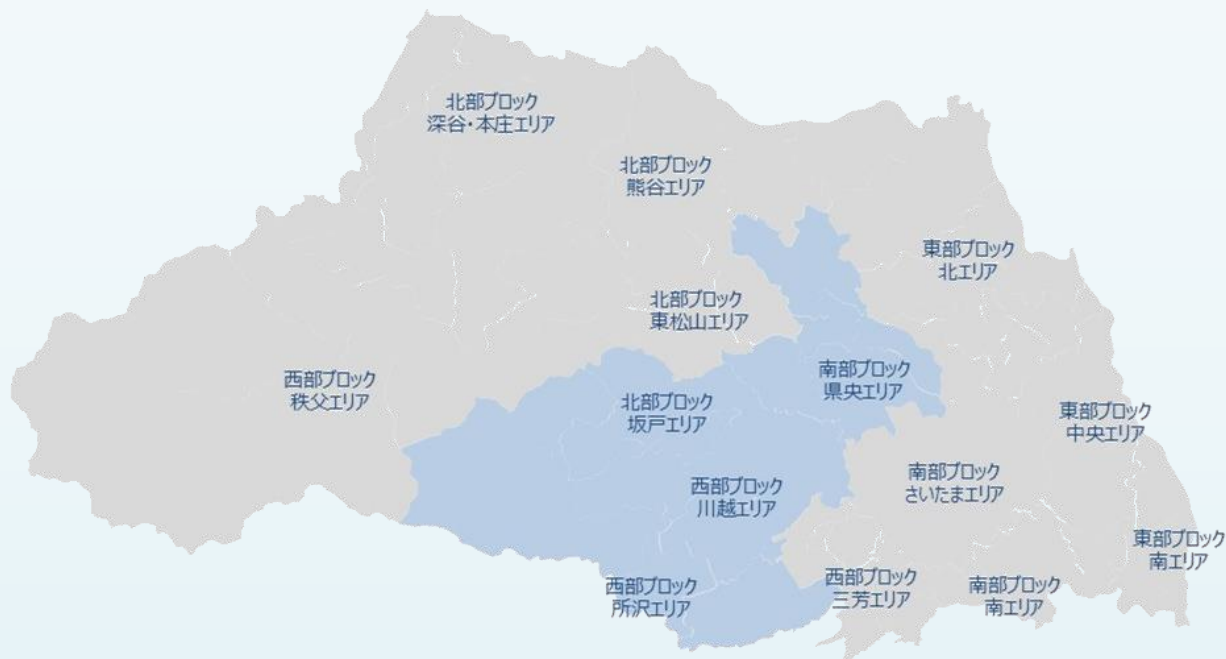 北部ブロック
深谷・本庄エリア
北部ブロック
熊谷エリア
東部ブロック
北エリア
北部ブロック
東松山エリア
南部ブロック
県央エリア
西部ブロック
秩父エリア
北部ブロック
坂戸エリア
東部ブロック
中央エリア
南部ブロック
さいたまエリア
西部ブロック
川越エリア
東部ブロック
南エリア
西部ブロック
所沢エリア
西部ブロック
三芳エリア
南部ブロック
南エリア